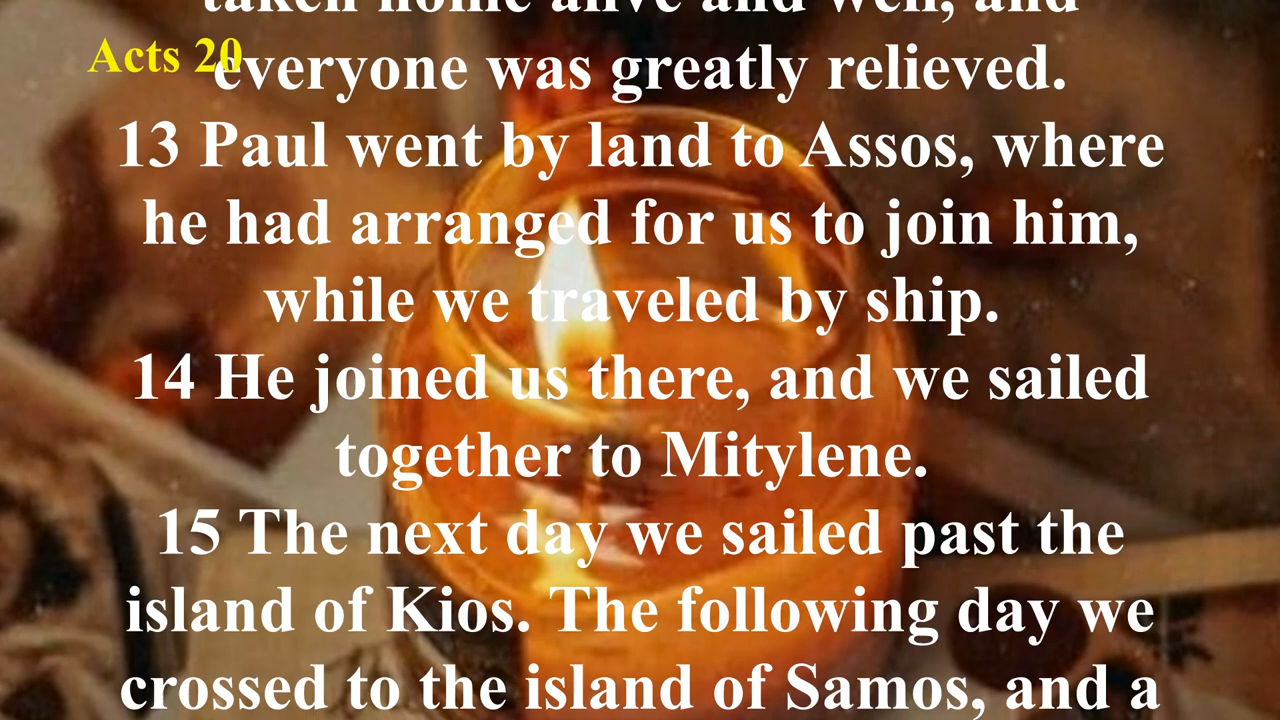 taken home alive and well, and
Acts 20
everyone was greatly relieved.
13 Paul went by land to Assos, where
he had arranged for us to join him,
while we traveled by ship.
14 He joined us there, and we sailed
together to Mitylene.
15 The next day we sailed past the
island of Kios. The following day we
crossed to the island of Samos, and a